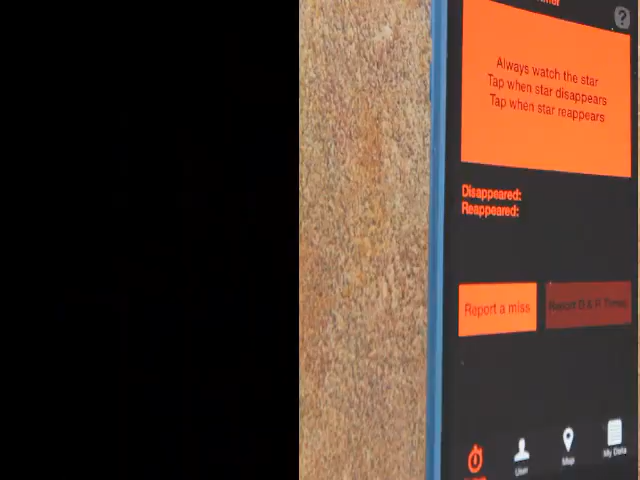 ?
Always watch the star
Tap when star disappears
Tap when star reappears
Disappeared:
Reappeared:
Report a miss
Report D & R Times
User
Map
My Data